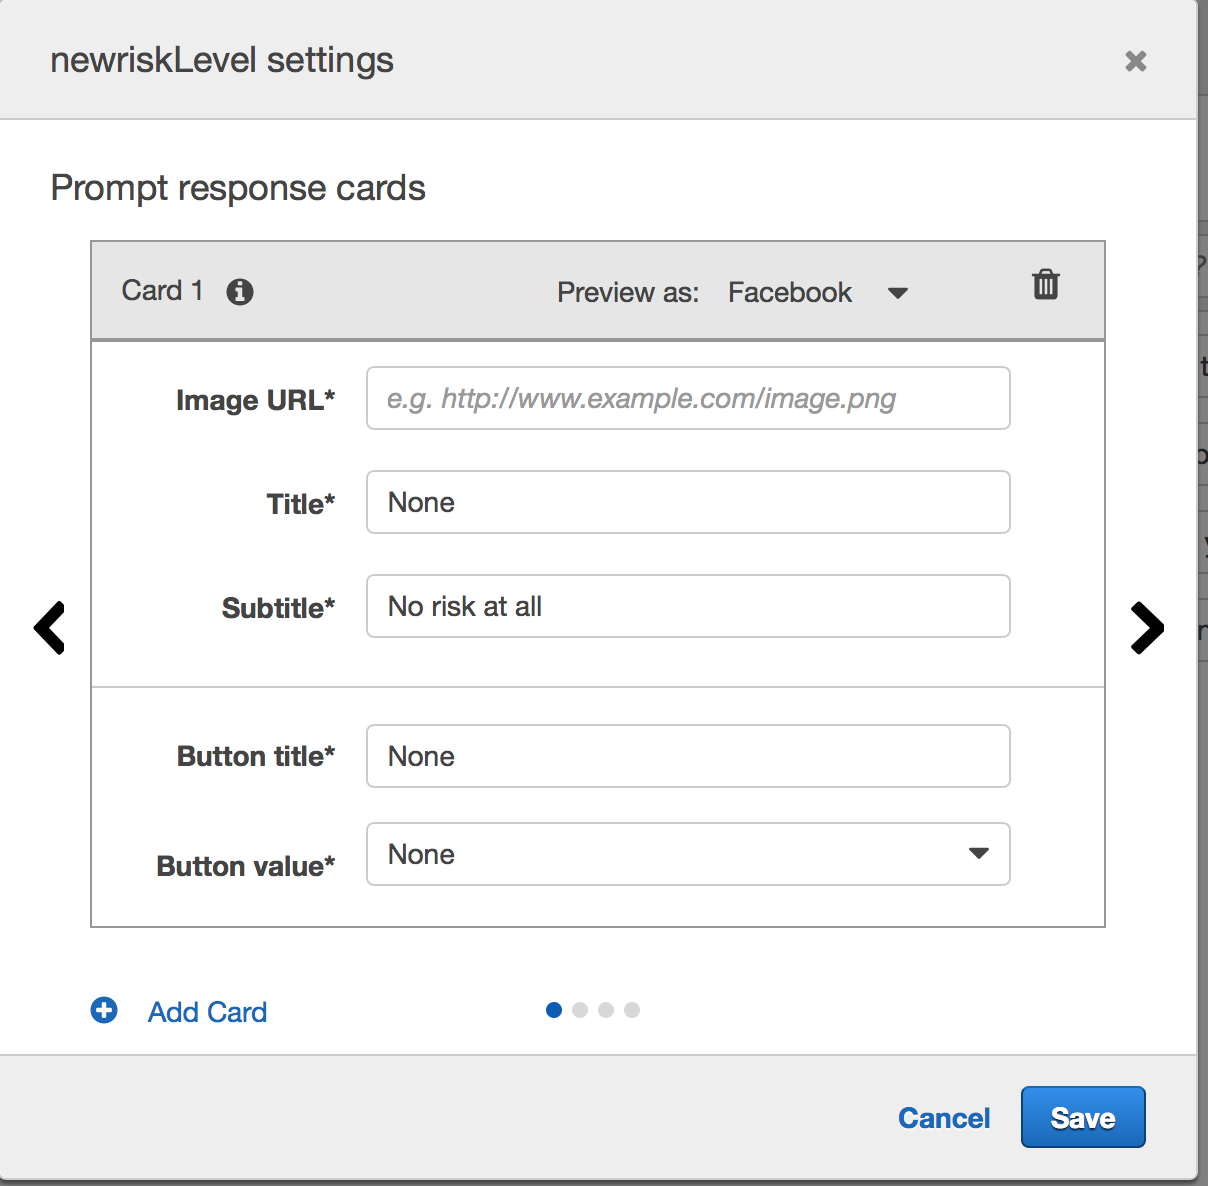 newriskLevel settings
Prompt response cards
Card 1 Preview as: Facebook
Image URL* e.g. http://www.example.com/image.png
Title* None
Subtitle* No risk at all
Button title* None
Button value* None
Add Card
Cancel Save